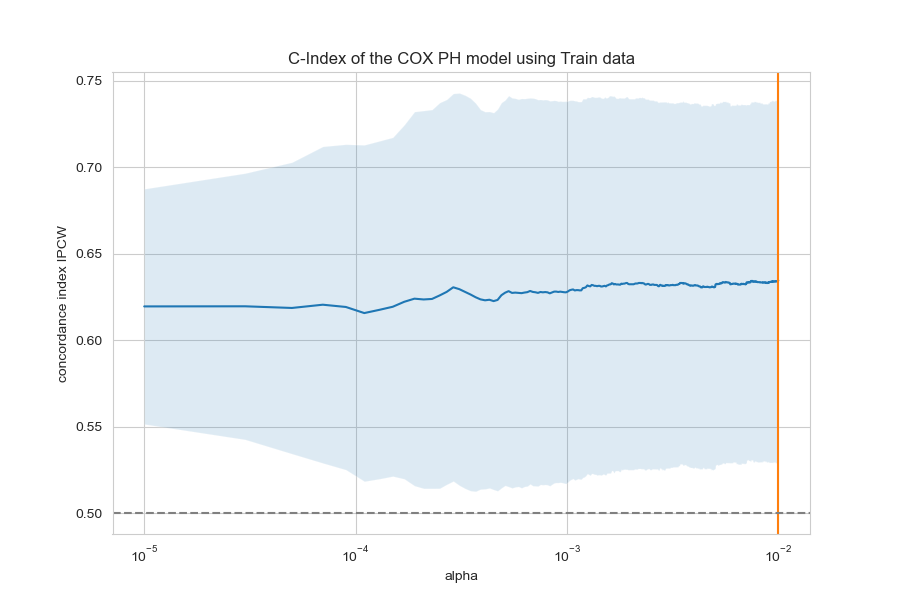 C-Index of the COX PH model using Train data
concordance index IPCW
0.75
0.70
0.65
0.60
0.55
0.50
10⁻⁵ 10⁻⁴ 10⁻³ 10⁻²
alpha